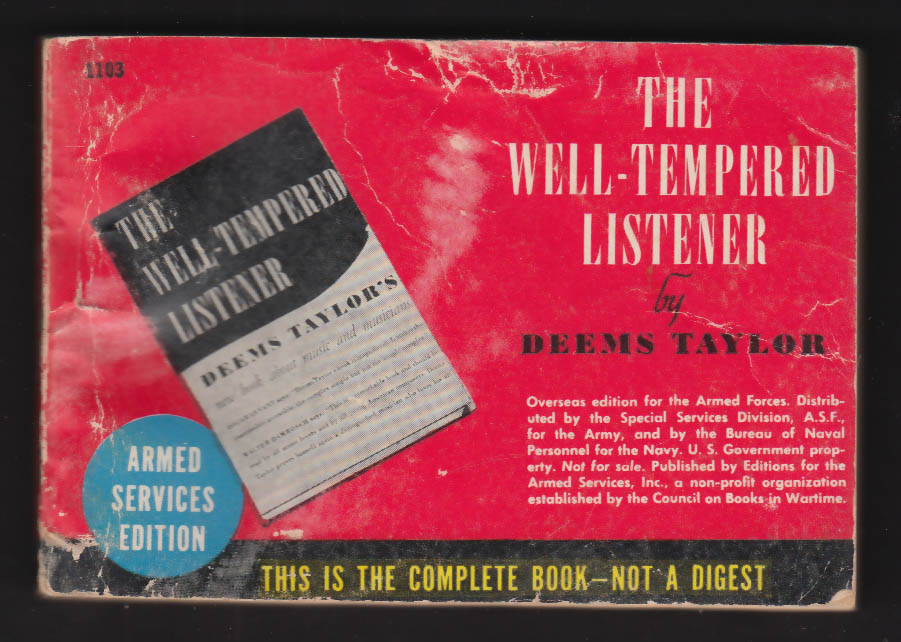 1103
THE
WELL-TEMPERED
LISTENER
by
DEEMS TAYLOR
THE
WELL-TEMPERED
LISTENER
DEEMS TAYLOR'S
new book about music and musicians
Overseas edition for the Armed Forces. Distrib-
uted by the Special Services Division, A.S.F.,
for the Army, and by the Bureau of Naval
Personnel for the Navy. U. S. Government prop-
erty. Not for sale. Published by Editions for the
Armed Services, Inc., a non-profit organization
established by the Council on Books in Wartime.
ARMED
SERVICES
EDITION
THIS IS THE COMPLETE BOOK—NOT A DIGEST